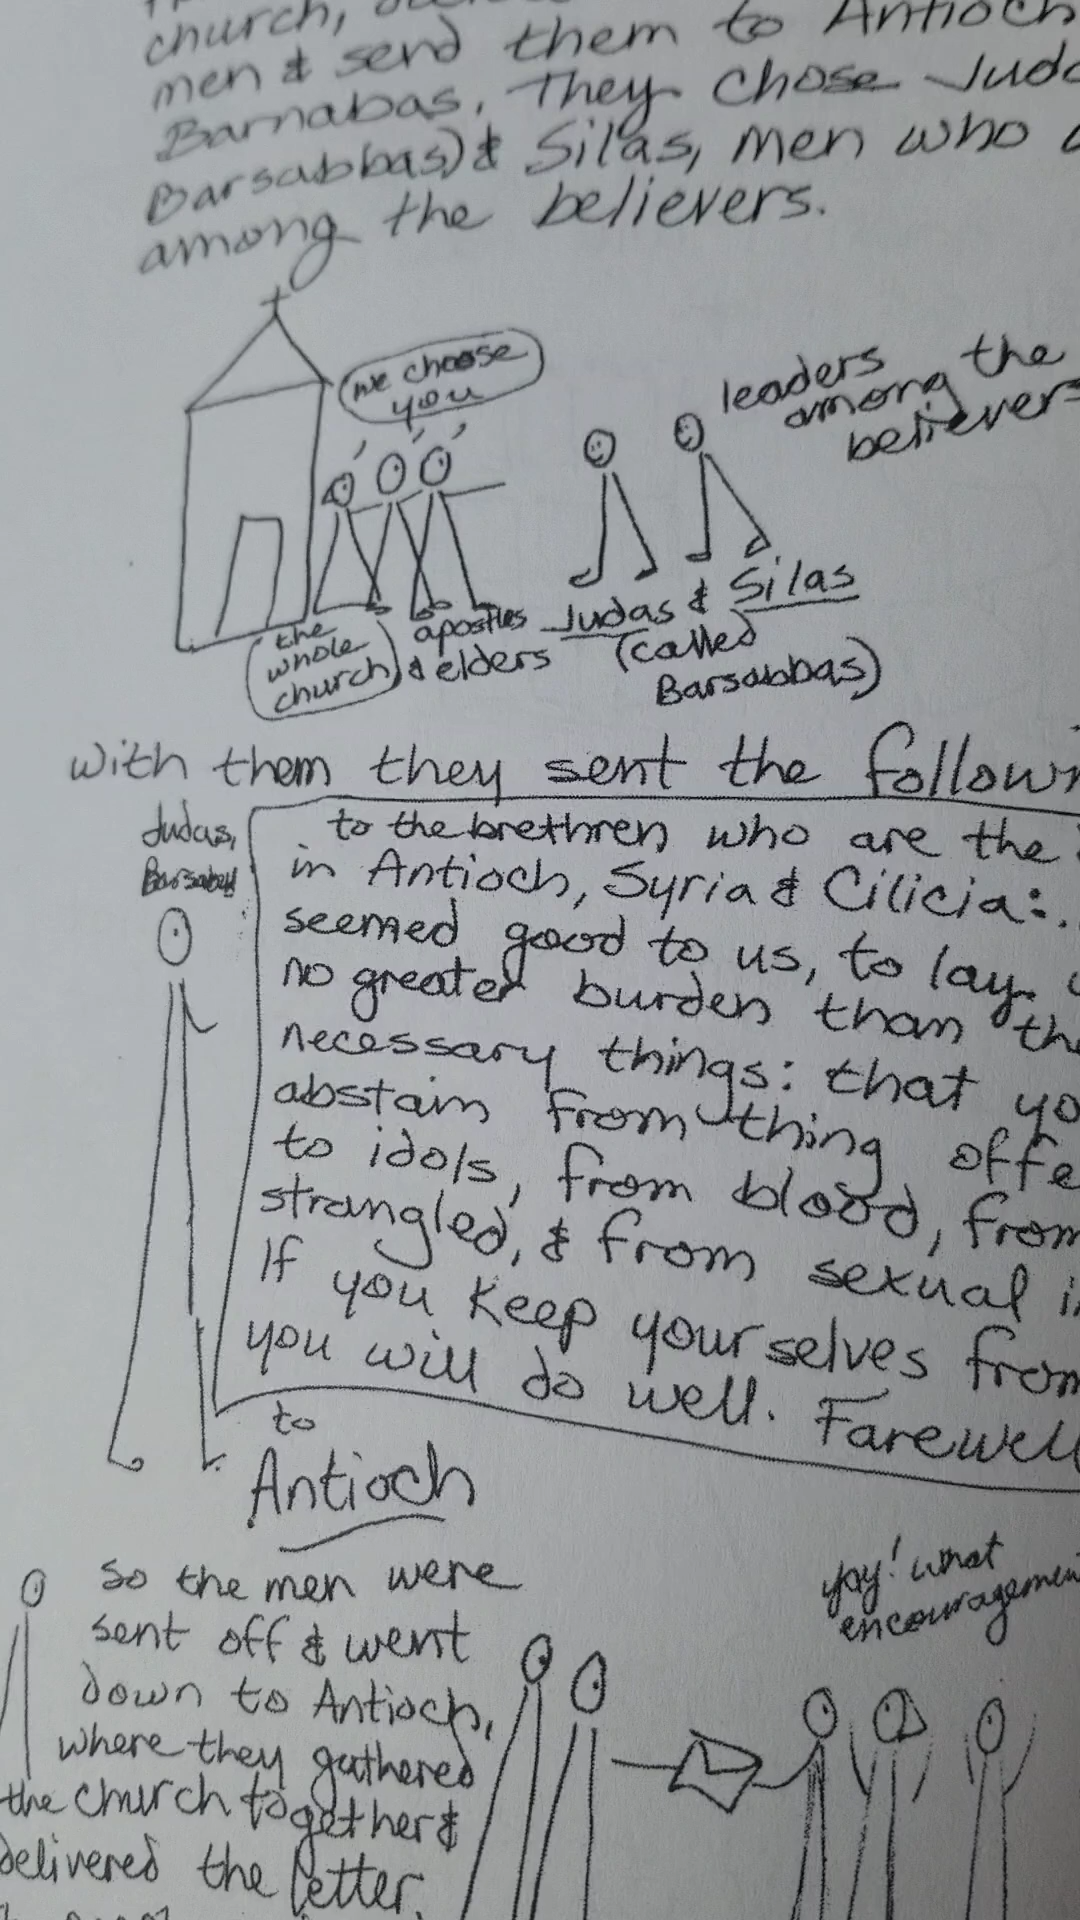 church,
men & send them to Antioch
Barnabas. They chose
Barsabbas) & Silas, men who
among the believers.
we choose
you
leaders
among the
believers
the
whole
church
apostles
& elders
Judas & Silas
(called
Barsabbas)
with them they sent the
to the brethren who are the
in Antioch, Syria & Cilicia:
seemed good to us, to lay
no greater burden than
necessary things: that
abstain from thing
to idols, from blood, from
strangled, & from sexual
If you keep yourselves from
you will do well. Farewell
Judas,
to
Antioch
so the men were
sent off & went
down to Antioch,
where they gathered
the church together &
delivered the letter.
yay! what